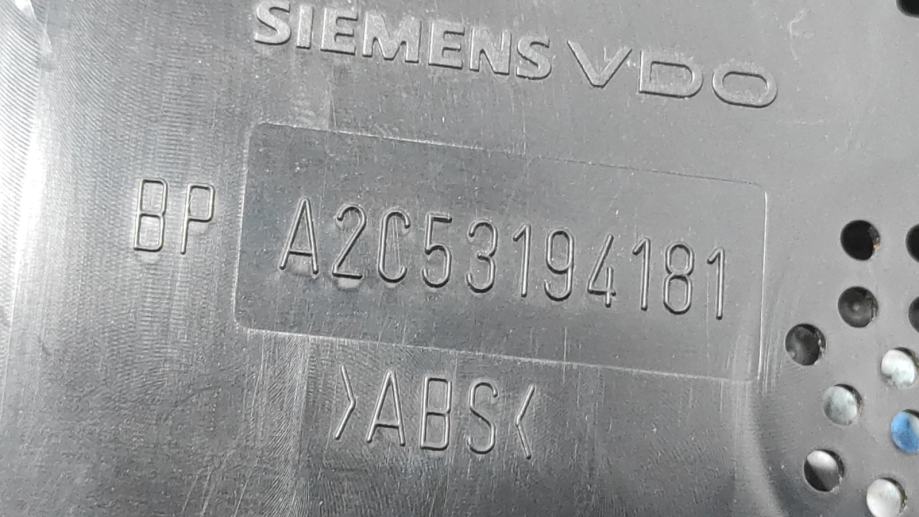 SIEMENS VDO
BP A2C53194181
>ABS<